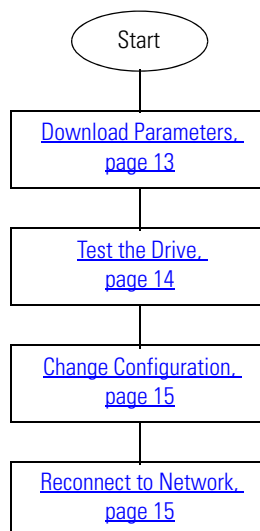 Start
Download Parameters,
page 13
Test the Drive,
page 14
Change Configuration,
page 15
Reconnect to Network,
page 15